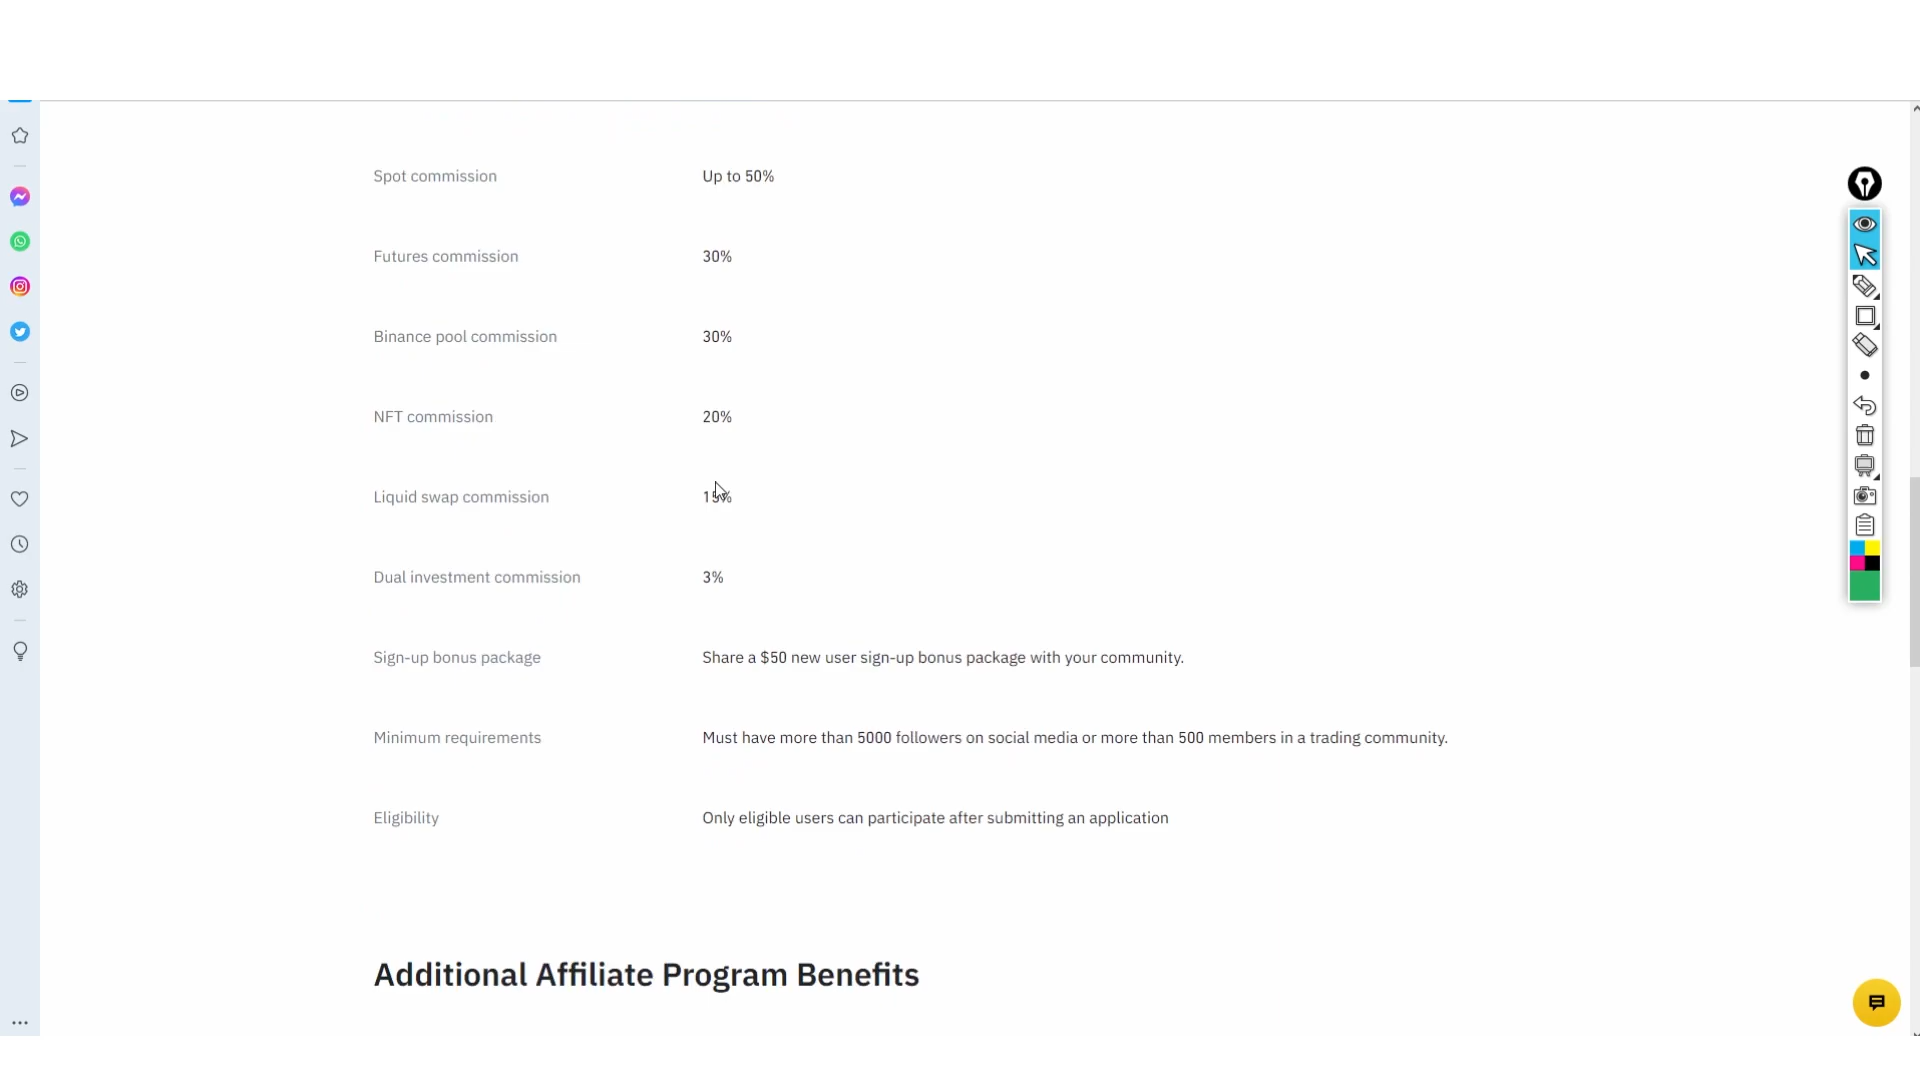 Spot commission Up to 50%
Futures commission 30%
Binance pool commission 30%
NFT commission 20%
Liquid swap commission 15%
Dual investment commission 3%
Sign-up bonus package Share a $50 new user sign-up bonus package with your community.
Minimum requirements Must have more than 5000 followers on social media or more than 500 members in a trading community.
Eligibility Only eligible users can participate after submitting an application
Additional Affiliate Program Benefits